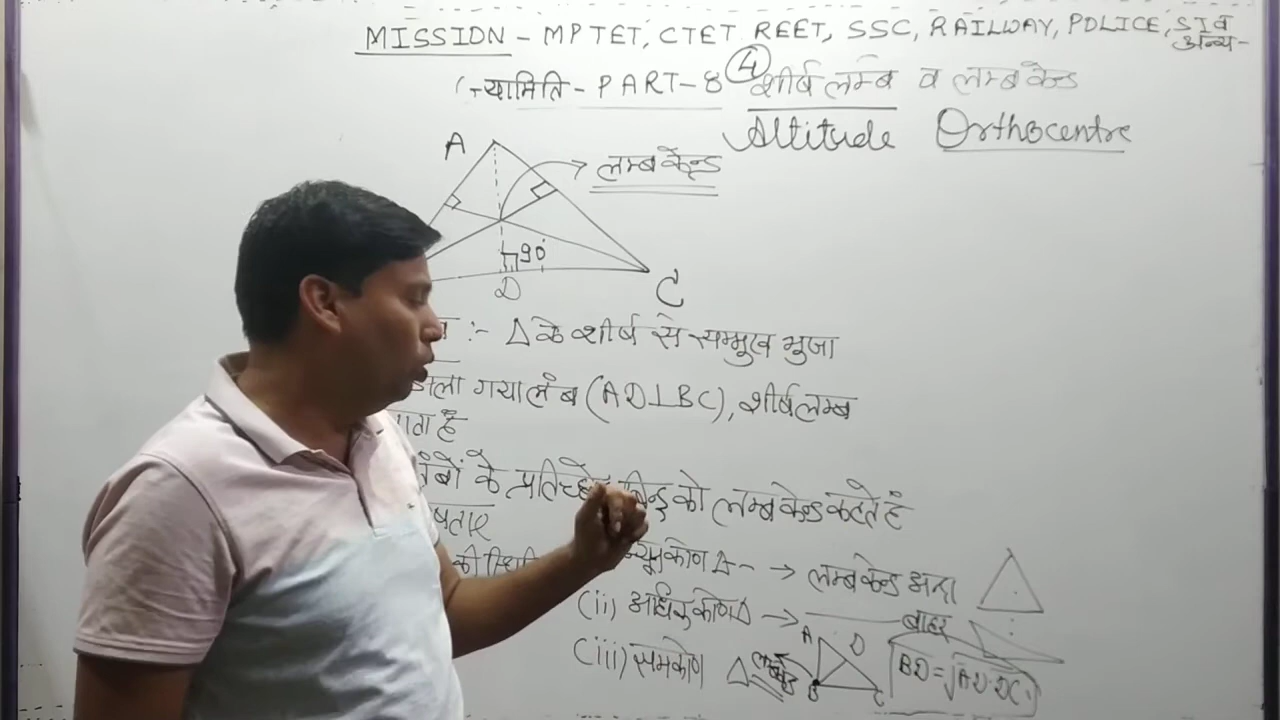 MISSION - MPTET, CTET REET, SSC, RAILWAY, POLICE, SI व
अन्य-
ज्यामिति - PART-8 ④ शीर्षलम्ब व लम्बकेन्द्र
Altitude Orthocentre
A
लम्बकेन्द्र
90°
D
C
:- Δ के शीर्ष से सम्मुख भुजा
डाला गया लंब (AD⊥BC), शीर्षलम्ब
है
के प्रतिच्छेद बिन्दु को लम्बकेन्द्र कहते हैं
की
न्यूनकोण Δ - → लम्बकेन्द्र अन्दर
(ii) अधिककोण Δ → बाहर
(iii) समकोण Δ
A
D
B
C
BD=√AD·DC